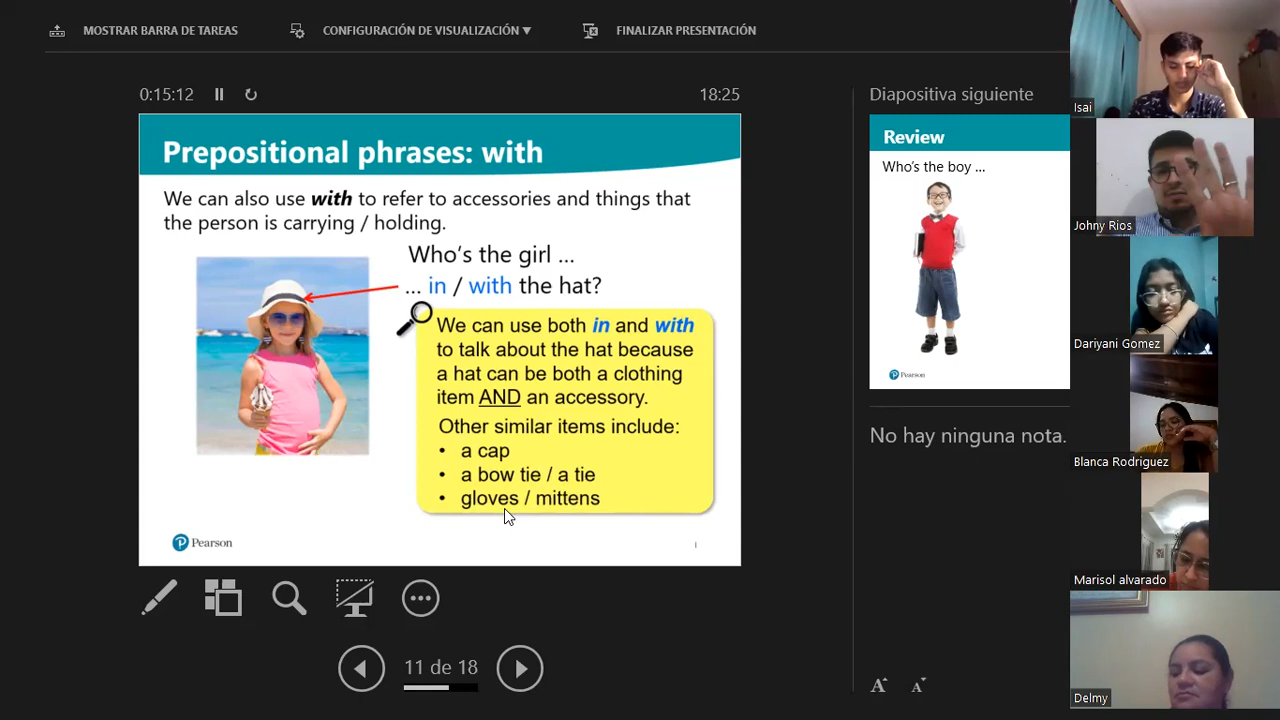 MOSTRAR BARRA DE TAREAS
CONFIGURACIÓN DE VISUALIZACIÓN ▼
FINALIZAR PRESENTACIÓN
0:15:12
18:25
Prepositional phrases: with
We can also use with to refer to accessories and things that
the person is carrying / holding.
Who's the girl ...
... in / with the hat?
We can use both in and with
to talk about the hat because
a hat can be both a clothing
item AND an accessory.
Other similar items include:
• a cap
• a bow tie / a tie
• gloves / mittens
Pearson
11 de 18
Diapositiva siguiente
Review
Who's the boy ...
Pearson
No hay ninguna nota.
A A
Isai
Johny Rios
Dariyani Gomez
Blanca Rodriguez
Marisol alvarado
Delmy